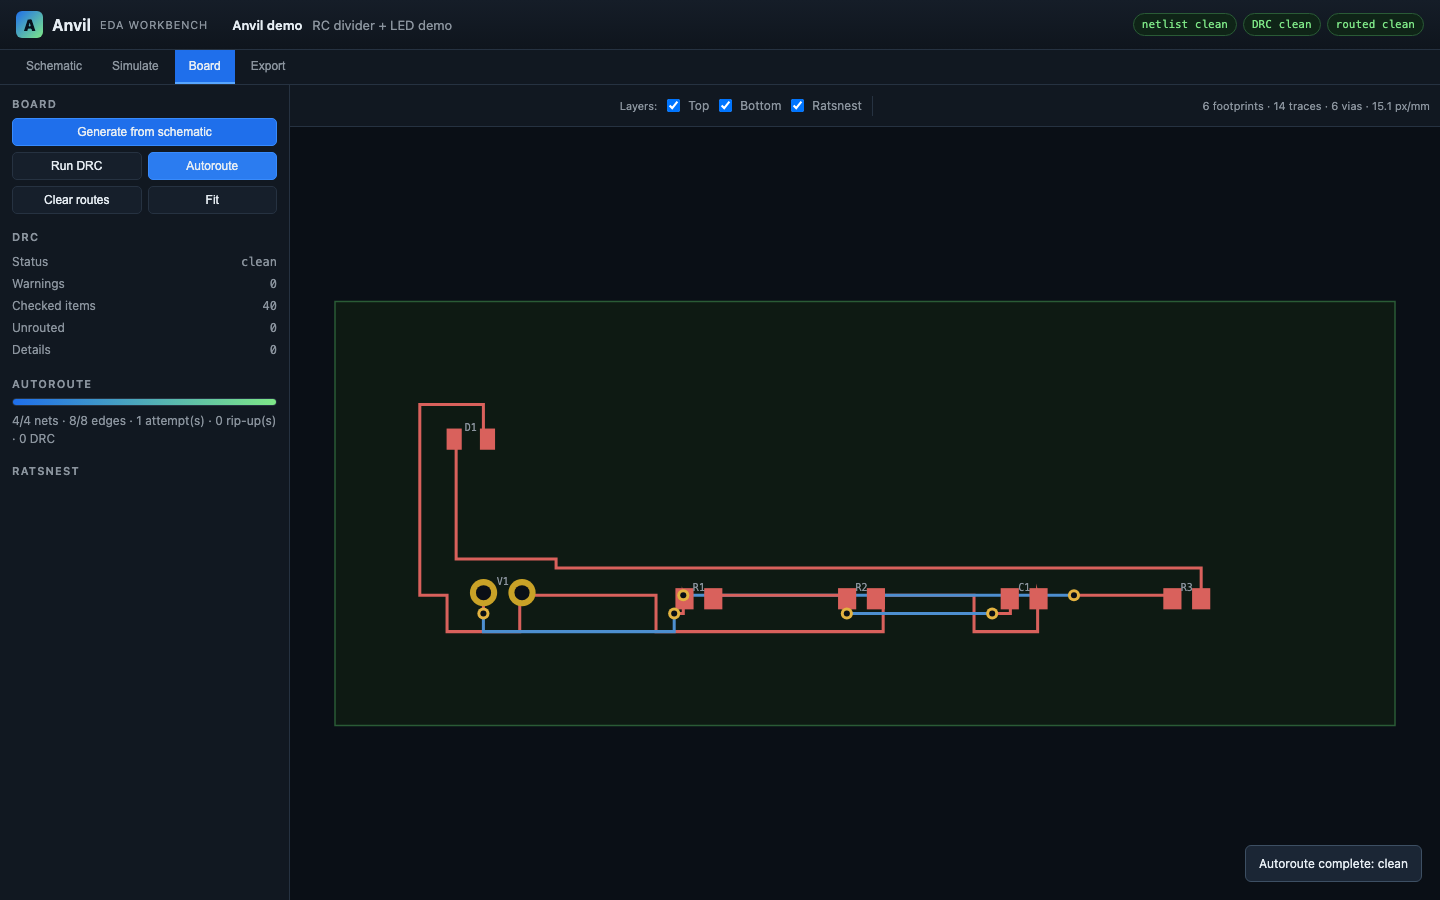 A Anvil EDA WORKBENCH Anvil demo RC divider + LED demo netlist clean DRC clean routed clean
Schematic Simulate Board Export
BOARD
Generate from schematic
Run DRC Autoroute
Clear routes Fit
DRC
Status clean
Warnings 0
Checked items 40
Unrouted 0
Details 0
AUTOROUTE
4/4 nets · 8/8 edges · 1 attempt(s) · 0 rip-up(s)
· 0 DRC
RATSNEST
Layers: Top Bottom Ratsnest 6 footprints · 14 traces · 6 vias · 15.1 px/mm
D1
V1 R1 R2 C1 R3
Autoroute complete: clean